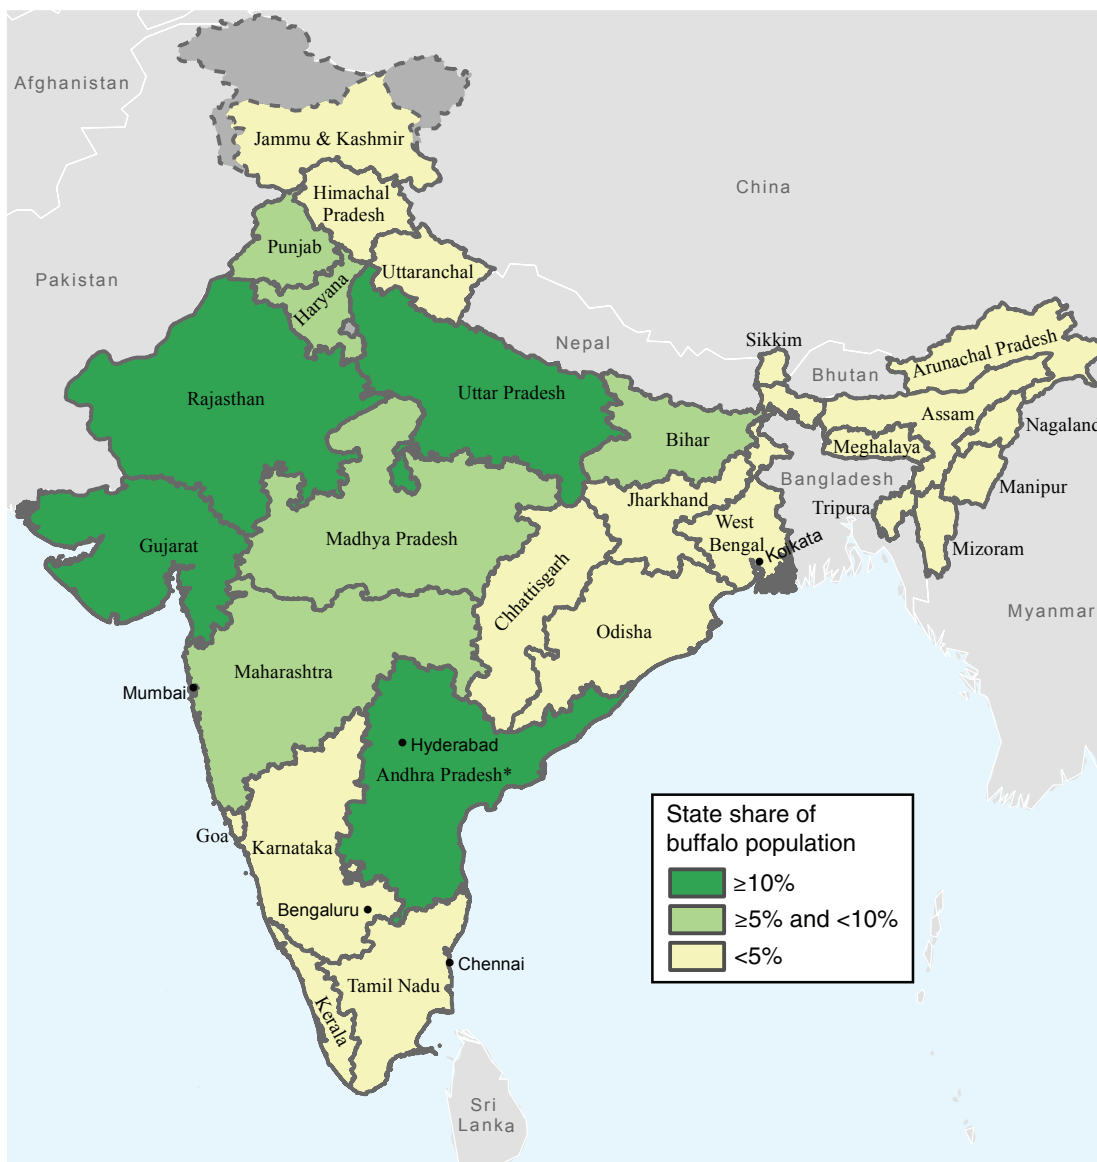 Afghanistan
Jammu & Kashmir
China
Himachal
Pradesh
Punjab
Pakistan
Uttaranchal
Haryana
Nepal
Sikkim
Bhutan
Arunachal Pradesh
Rajasthan
Uttar Pradesh
Assam
Nagaland
Bihar
Meghalaya
Bangladesh
Manipur
Jharkhand
Tripura
West
Bengal
Kolkata
Madhya Pradesh
Gujarat
Mizoram
Chhattisgarh
Myanmar
Odisha
Maharashtra
Mumbai
Hyderabad
Andhra Pradesh*
Goa
Karnataka
Bengaluru
Chennai
Tamil Nadu
Kerala
Sri
Lanka
State share of
buffalo population
≥10%
≥5% and <10%
<5%